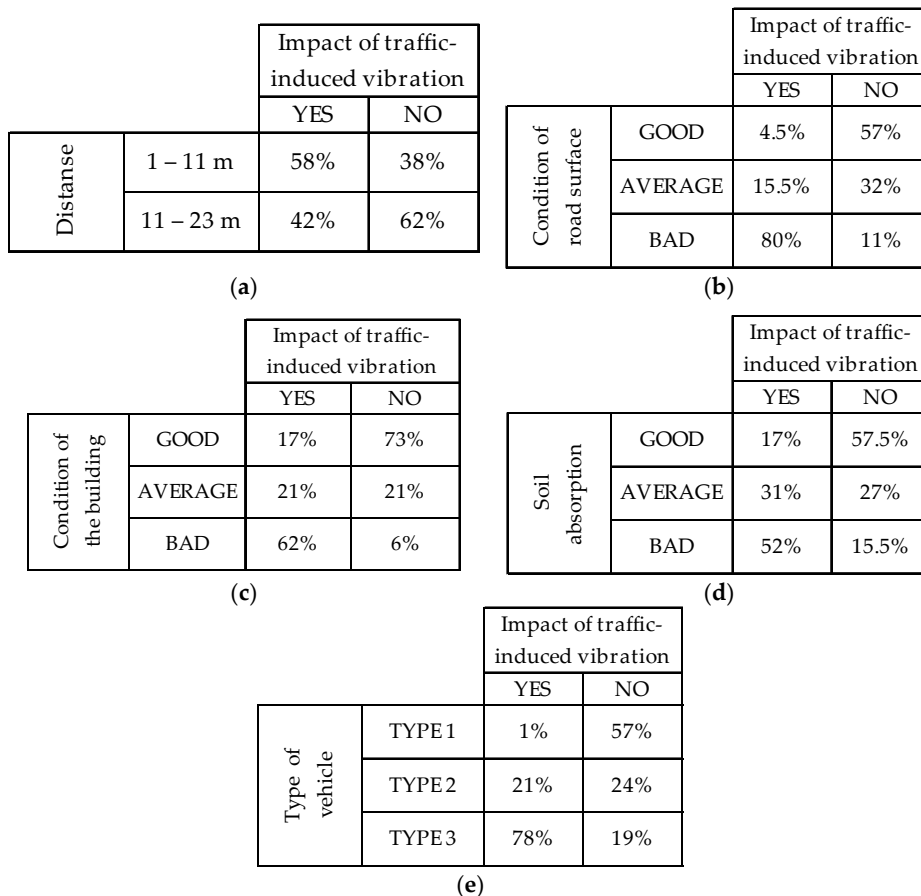 Impact of traffic-
induced vibration
YES NO
Distanse
1 – 11 m 58% 38%
11 – 23 m 42% 62%
(a)
Impact of traffic-
induced vibration
YES NO
Condition of
road surface
GOOD 4.5% 57%
AVERAGE 15.5% 32%
BAD 80% 11%
(b)
Impact of traffic-
induced vibration
YES NO
Condition of
the building
GOOD 17% 73%
AVERAGE 21% 21%
BAD 62% 6%
(c)
Impact of traffic-
induced vibration
YES NO
Soil
absorption
GOOD 17% 57.5%
AVERAGE 31% 27%
BAD 52% 15.5%
(d)
Impact of traffic-
induced vibration
YES NO
Type of
vehicle
TYPE 1 1% 57%
TYPE 2 21% 24%
TYPE 3 78% 19%
(e)